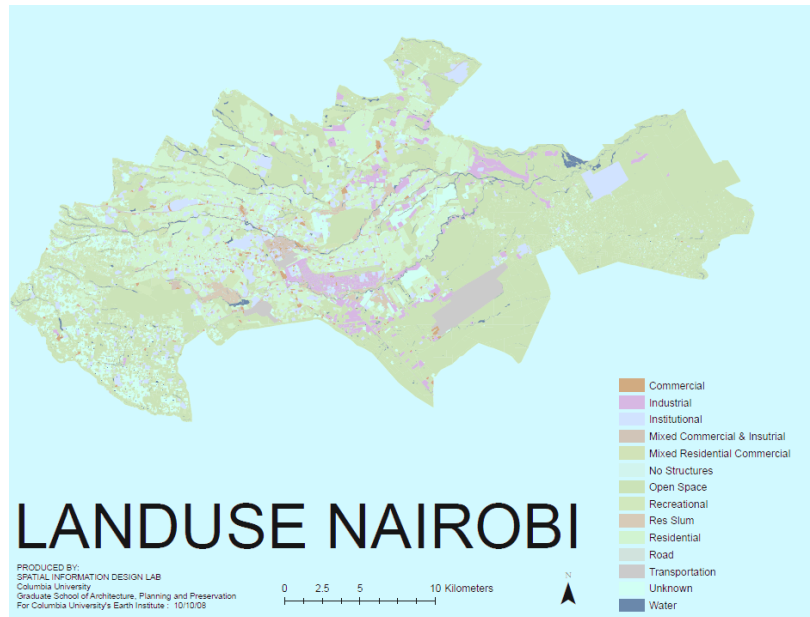 Commercial
Industrial
Institutional
Mixed Commercial & Insutrial
Mixed Residential Commercial
No Structures
Open Space
Recreational
Res Slum
Residential
Road
Transportation
Unknown
Water
LANDUSE NAIROBI
PRODUCED BY:
SPATIAL INFORMATION DESIGN LAB
Columbia University
Graduate School of Architecture, Planning and Preservation
For Columbia University's Earth Institute : 10/10/08
0 2.5 5 10 Kilometers
N